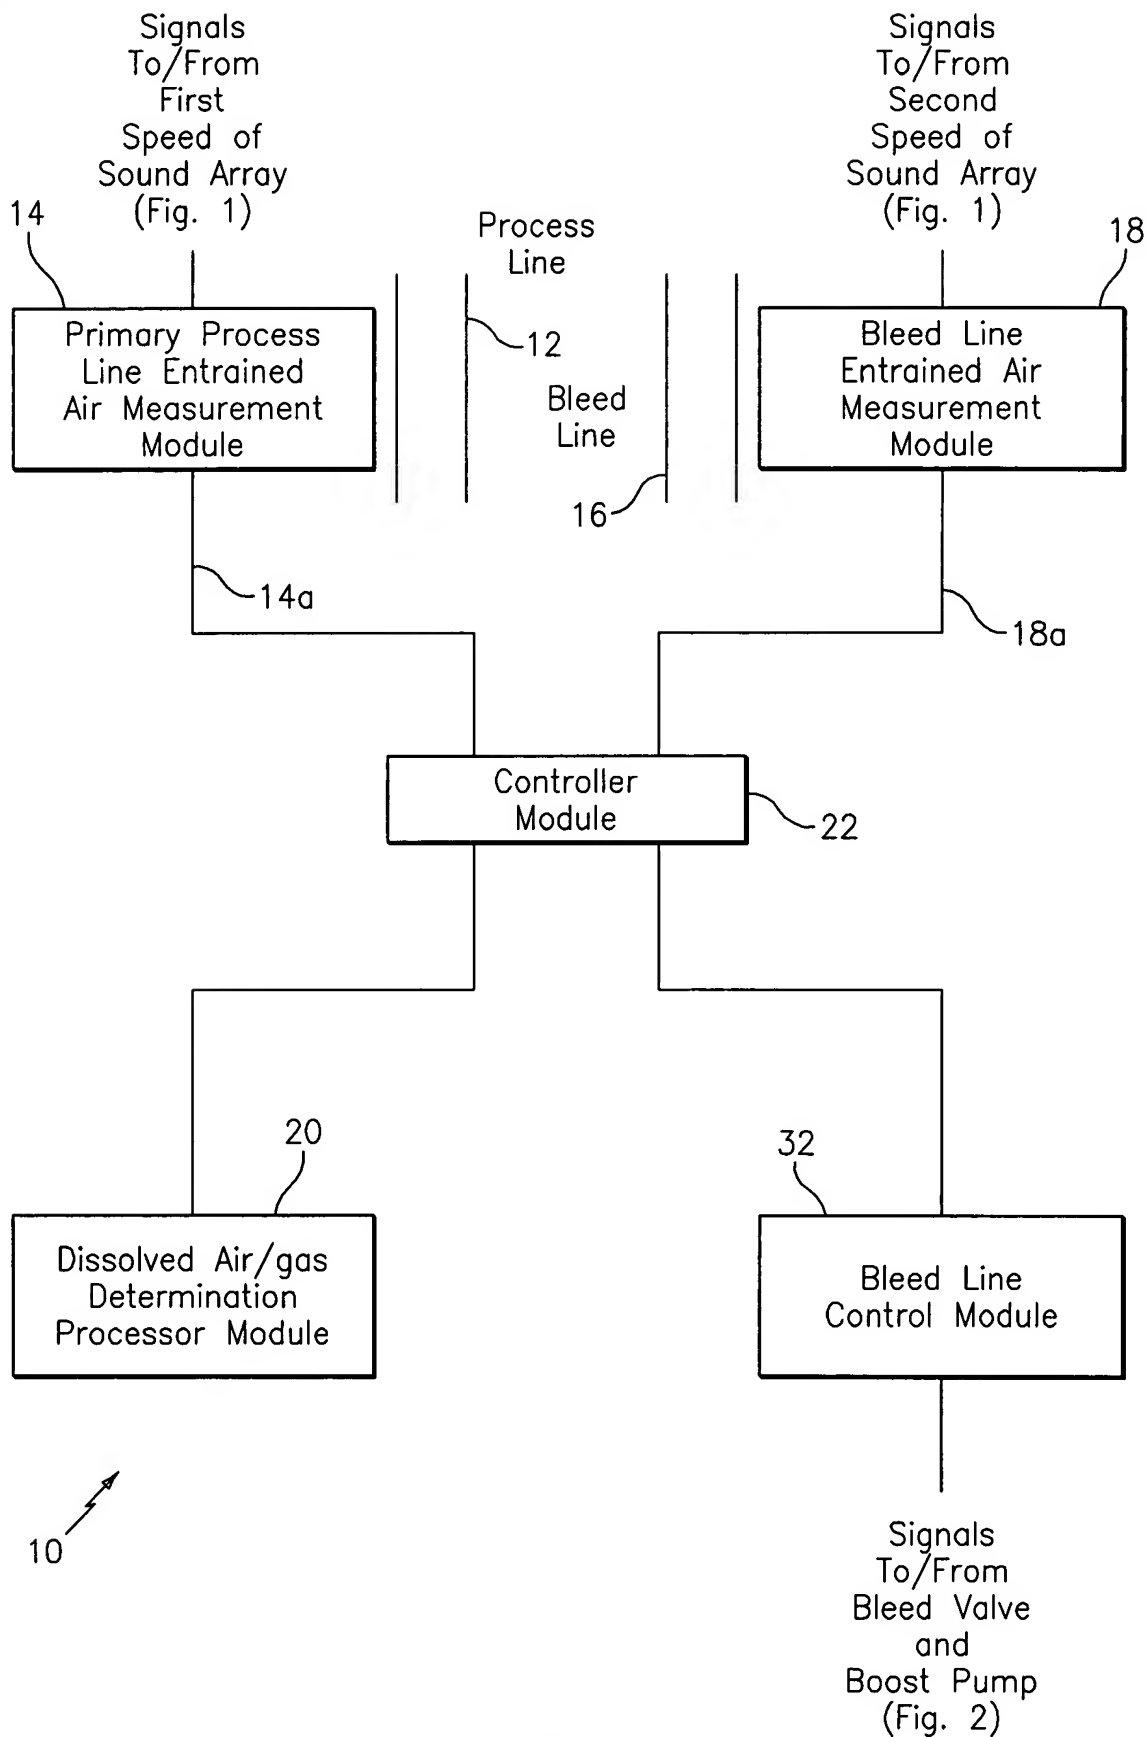 Signals
To/From
First
Speed of
Sound Array
(Fig. 1)
Signals
To/From
Second
Speed of
Sound Array
(Fig. 1)
14
Process
Line
18
Primary Process
Line Entrained
Air Measurement
Module
12
Bleed
Line
16
Bleed Line
Entrained Air
Measurement
Module
14a
18a
Controller
Module
22
20
32
Dissolved Air/gas
Determination
Processor Module
Bleed Line
Control Module
10
Signals
To/From
Bleed Valve
and
Boost Pump
(Fig. 2)